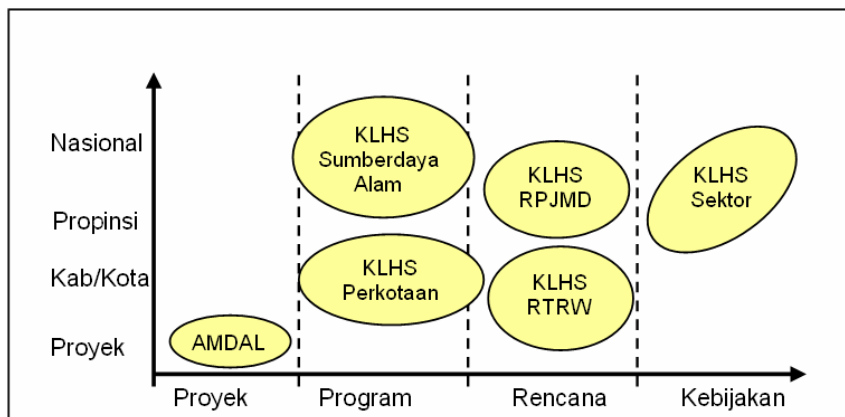 Nasional
Propinsi
Kab/Kota
Proyek
KLHS
Sumberdaya
Alam
KLHS
RPJMD
KLHS
Sektor
KLHS
Perkotaan
KLHS
RTRW
AMDAL
Proyek
Program
Rencana
Kebijakan